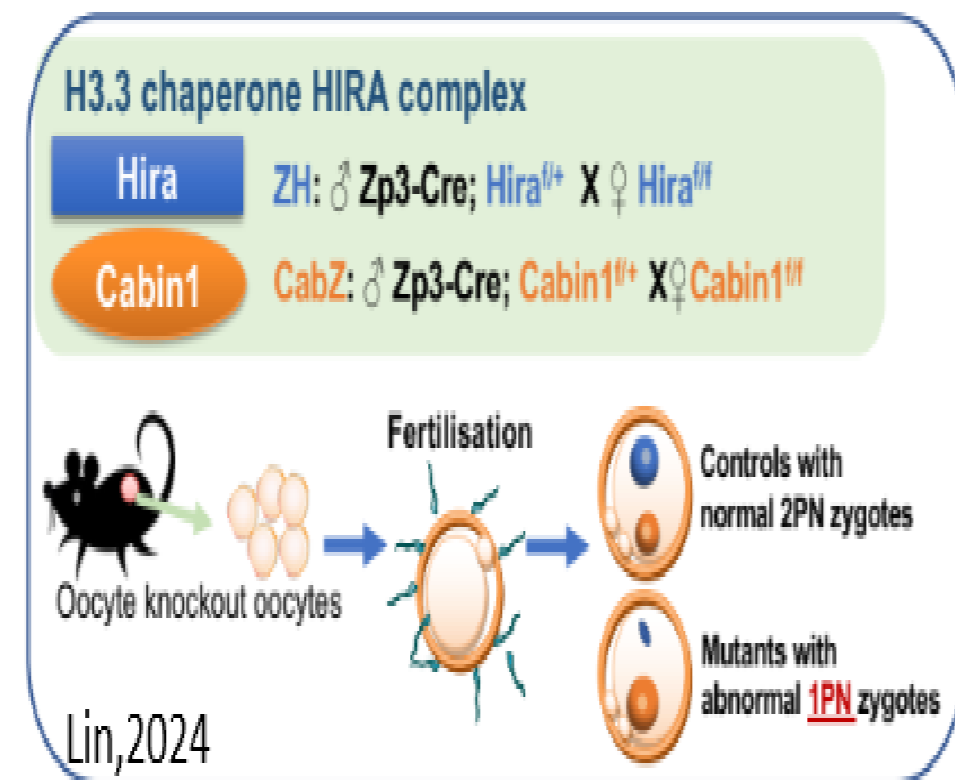 H3.3 chaperone HIRA complex
Hira
ZH: ♂ Zp3-Cre; Hira^f/+ X ♀ Hira^f/f
Cabin1
CabZ: ♂ Zp3-Cre; Cabin1^f/+ X♀Cabin1^f/f
Fertilisation
Controls with
normal 2PN zygotes
Oocyte knockout oocytes
Mutants with
abnormal 1PN zygotes
Lin,2024